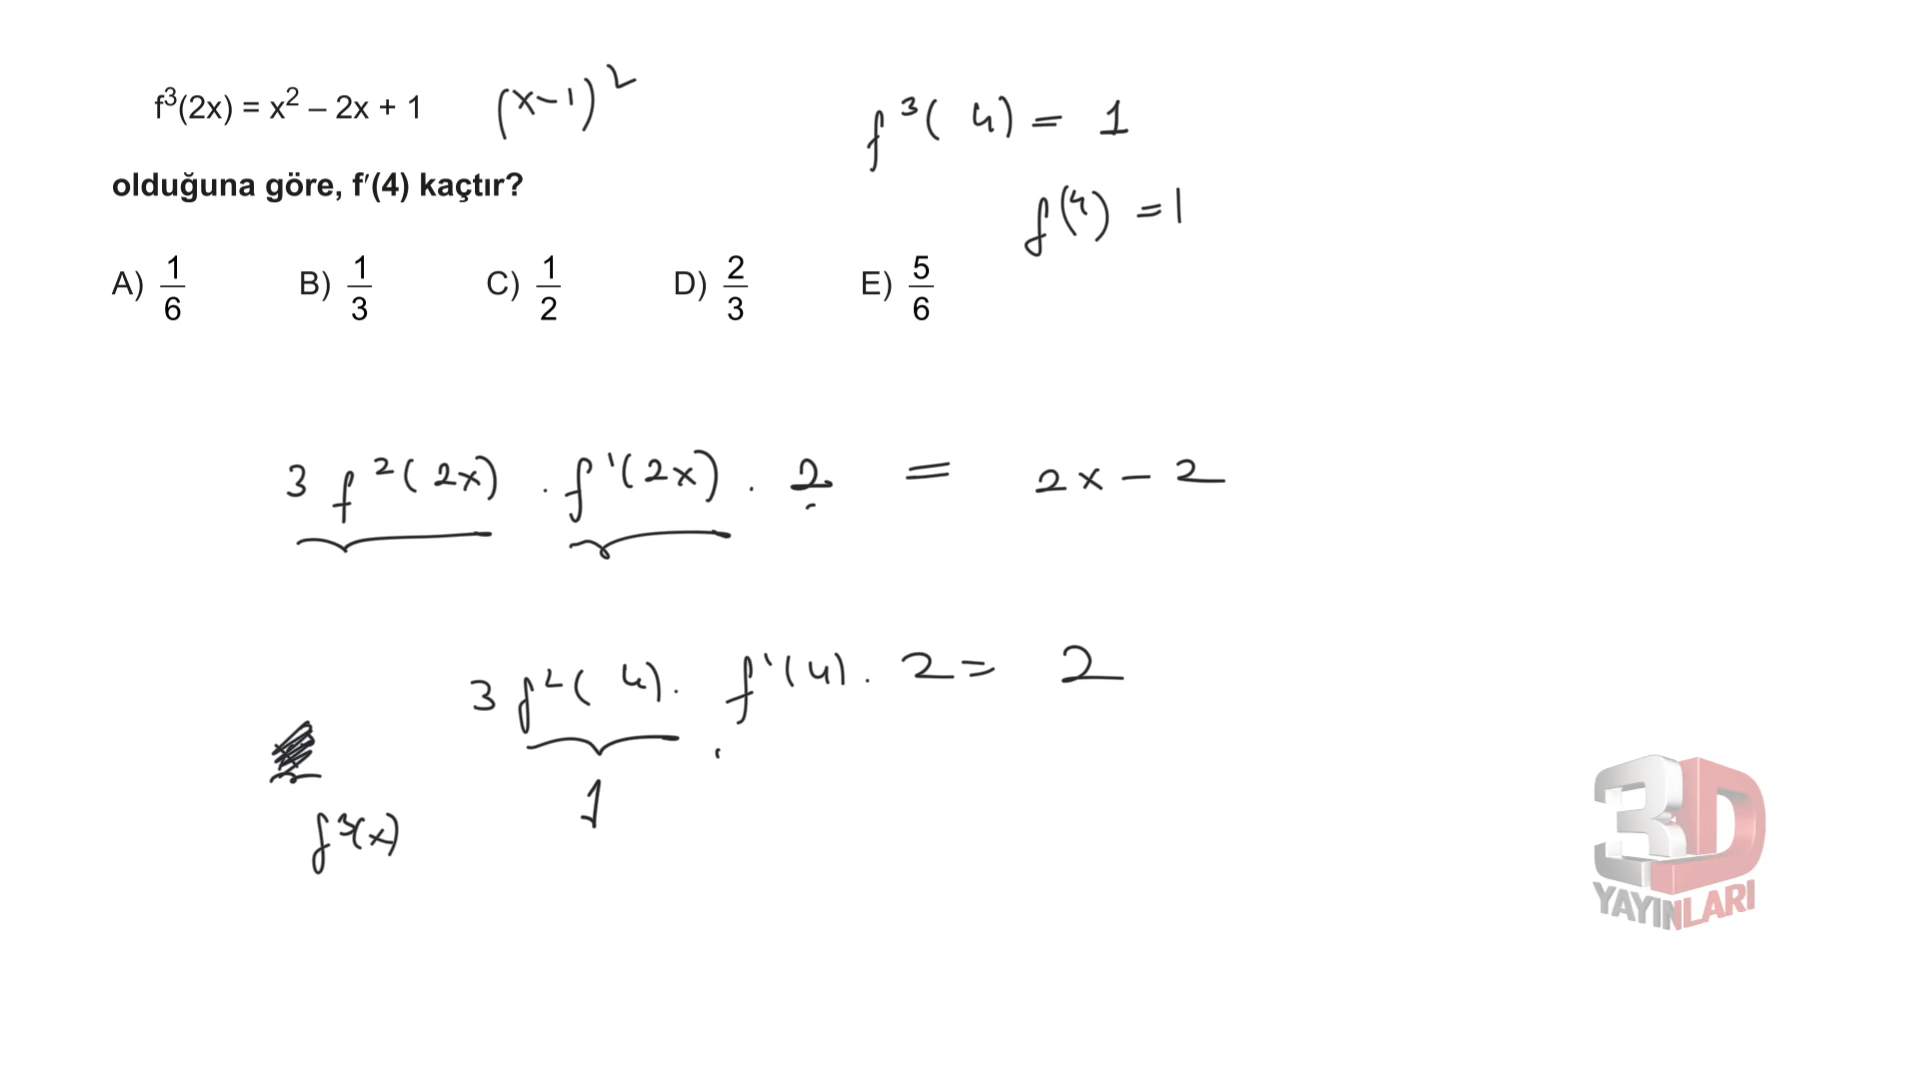 f³(2x) = x² – 2x + 1
(x-1)²
olduğuna göre, f′(4) kaçtır?
A) 1/6 B) 1/3 C) 1/2 D) 2/3 E) 5/6
f³(4) = 1
f(4) = 1
3 f²(2x) . f'(2x) . 2 = 2x - 2
3 f²(4) . f'(4) . 2 = 2
1
f³(x)
3D
YAYINLARI